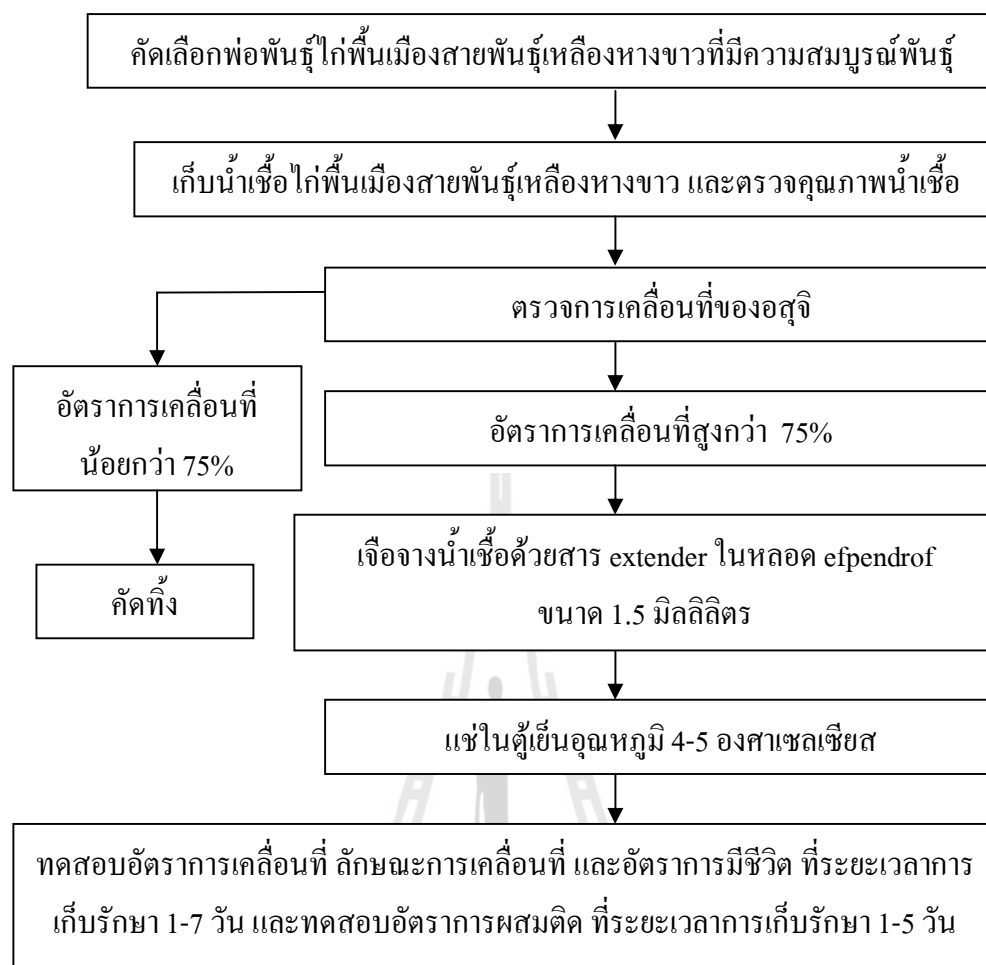 คัดเลือกพ่อพันธุ์ไก่พื้นเมืองสายพันธุ์เหลืองหางขาวที่มีความสมบูรณ์พันธุ์
เก็บน้ำเชื้อไก่พื้นเมืองสายพันธุ์เหลืองหางขาว และตรวจคุณภาพน้ำเชื้อ
ตรวจการเคลื่อนที่ของอสุจิ
อัตราการเคลื่อนที่
น้อยกว่า 75%
อัตราการเคลื่อนที่สูงกว่า 75%
คัดทิ้ง
เจือจางน้ำเชื้อด้วยสาร extender ในหลอด efpendrof
ขนาด 1.5 มิลลิลิตร
แช่ในตู้เย็นอุณหภูมิ 4-5 องศาเซลเซียส
ทดสอบอัตราการเคลื่อนที่ ลักษณะการเคลื่อนที่ และอัตราการมีชีวิต ที่ระยะเวลาการ
เก็บรักษา 1-7 วัน และทดสอบอัตราการผสมติด ที่ระยะเวลาการเก็บรักษา 1-5 วัน